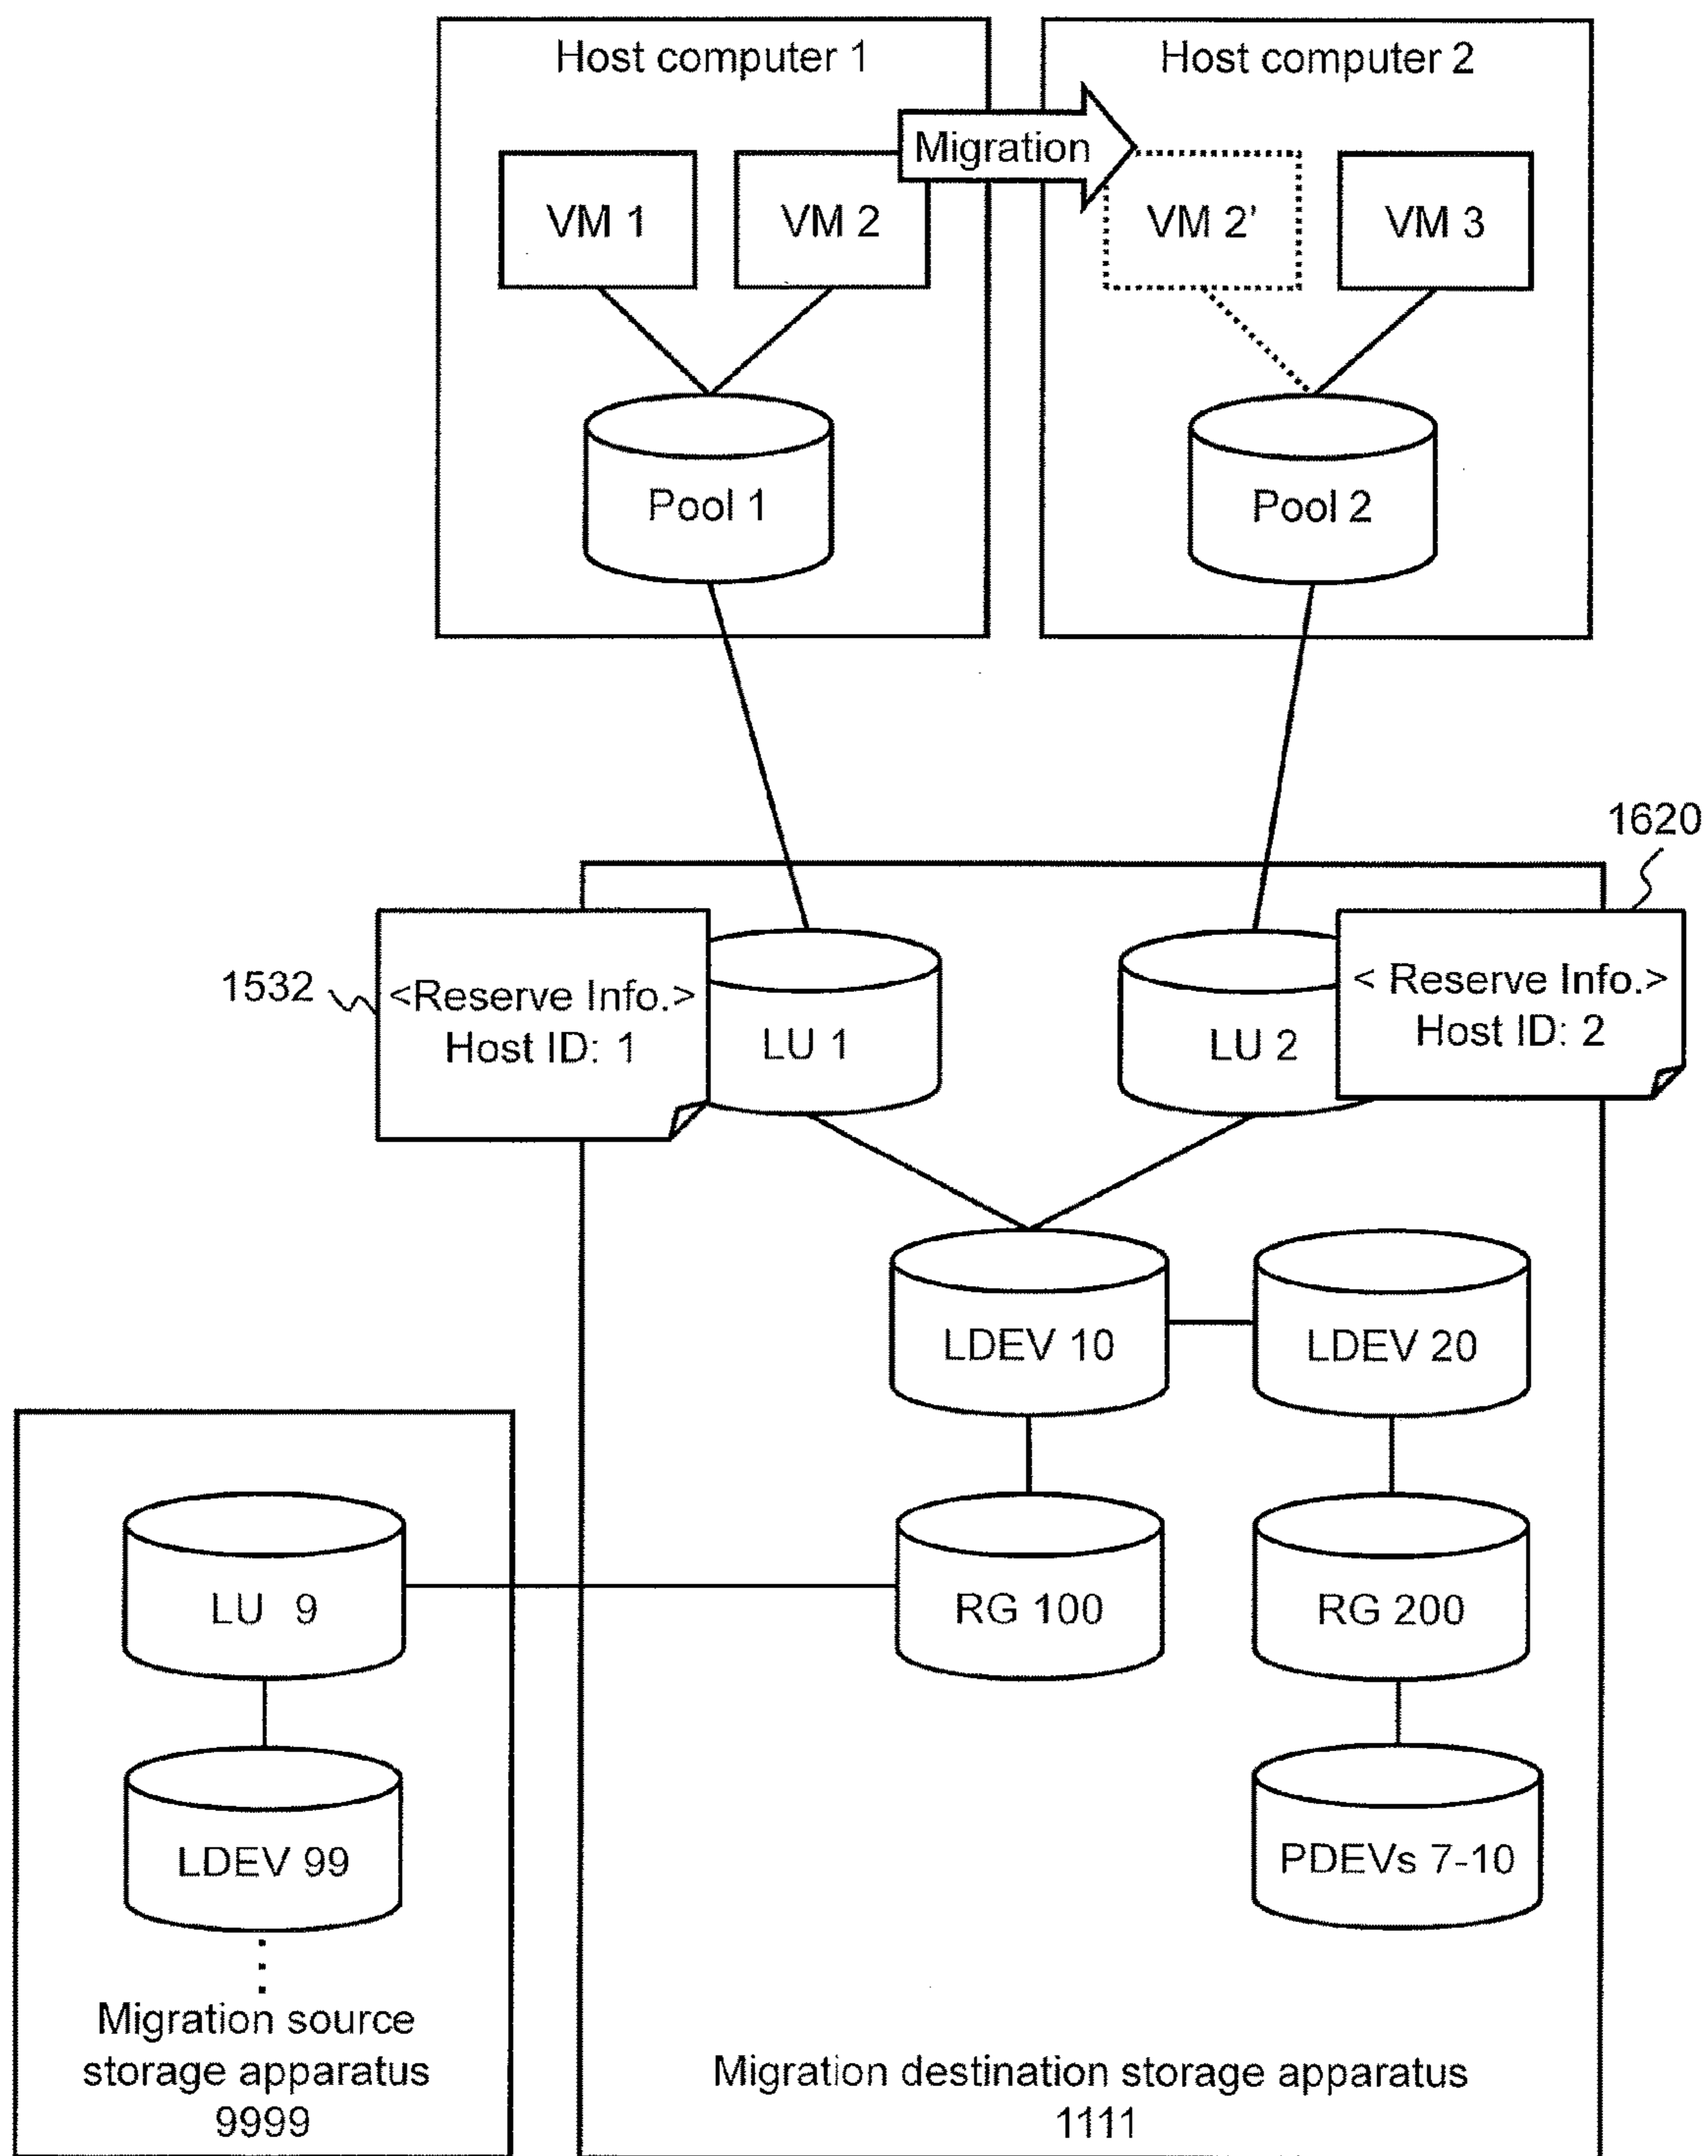 Host computer 1
Host computer 2
Migration
VM 1
VM 2
VM 2'
VM 3
Pool 1
Pool 2
1620
1532
<Reserve Info.>
Host ID: 1
LU 1
LU 2
< Reserve Info.>
Host ID: 2
LDEV 10
LDEV 20
LU 9
RG 100
RG 200
LDEV 99
PDEVs 7-10
Migration source
storage apparatus
9999
Migration destination storage apparatus
1111